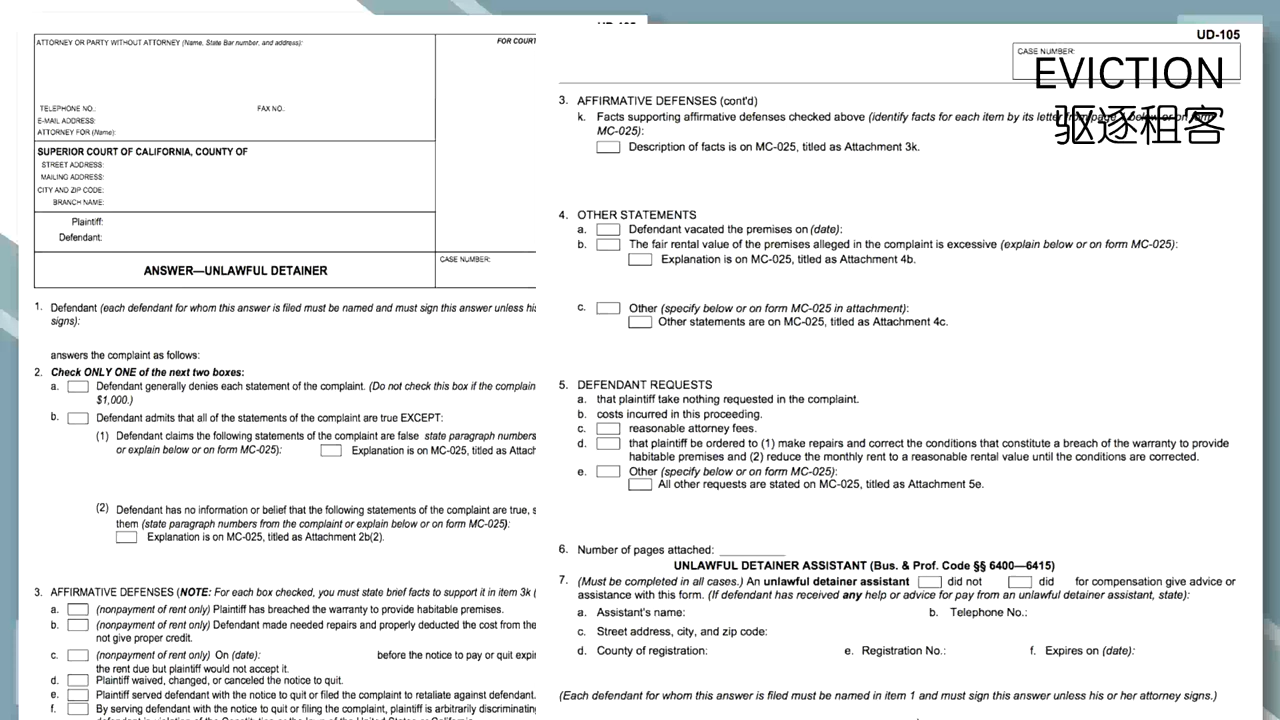 ATTORNEY OR PARTY WITHOUT ATTORNEY (Name, State Bar number, and address):
FOR COURT
TELEPHONE NO.:
FAX NO.:
E-MAIL ADDRESS:
ATTORNEY FOR (Name):
SUPERIOR COURT OF CALIFORNIA, COUNTY OF
STREET ADDRESS:
MAILING ADDRESS:
CITY AND ZIP CODE:
BRANCH NAME:
Plaintiff:
Defendant:
ANSWER—UNLAWFUL DETAINER
CASE NUMBER:
1. Defendant (each defendant for whom this answer is filed must be named and must sign this answer unless his
signs):
answers the complaint as follows:
2. Check ONLY ONE of the next two boxes:
a. Defendant generally denies each statement of the complaint. (Do not check this box if the complain
$1,000.)
b. Defendant admits that all of the statements of the complaint are true EXCEPT:
(1) Defendant claims the following statements of the complaint are false state paragraph numbers
or explain below or on form MC-025): Explanation is on MC-025, titled as Attach
(2) Defendant has no information or belief that the following statements of the complaint are true, s
them (state paragraph numbers from the complaint or explain below or on form MC-025):
Explanation is on MC-025, titled as Attachment 2b(2).
3. AFFIRMATIVE DEFENSES (NOTE: For each box checked, you must state brief facts to support it in item 3k (
a. (nonpayment of rent only) Plaintiff has breached the warranty to provide habitable premises.
b. (nonpayment of rent only) Defendant made needed repairs and properly deducted the cost from the
not give proper credit.
c. (nonpayment of rent only) On (date): before the notice to pay or quit expir
the rent due but plaintiff would not accept it.
d. Plaintiff waived, changed, or canceled the notice to quit.
e. Plaintiff served defendant with the notice to quit or filed the complaint to retaliate against defendant.
f. By serving defendant with the notice to quit or filing the complaint, plaintiff is arbitrarily discriminating
UD-105
CASE NUMBER:
EVICTION
驱逐租客
3. AFFIRMATIVE DEFENSES (cont'd)
k. Facts supporting affirmative defenses checked above (identify facts for each item by its letter from page 1 below or on form
MC-025):
Description of facts is on MC-025, titled as Attachment 3k.
4. OTHER STATEMENTS
a. Defendant vacated the premises on (date):
b. The fair rental value of the premises alleged in the complaint is excessive (explain below or on form MC-025):
Explanation is on MC-025, titled as Attachment 4b.
c. Other (specify below or on form MC-025 in attachment):
Other statements are on MC-025, titled as Attachment 4c.
5. DEFENDANT REQUESTS
a. that plaintiff take nothing requested in the complaint.
b. costs incurred in this proceeding.
c. reasonable attorney fees.
d. that plaintiff be ordered to (1) make repairs and correct the conditions that constitute a breach of the warranty to provide
habitable premises and (2) reduce the monthly rent to a reasonable rental value until the conditions are corrected.
e. Other (specify below or on form MC-025):
All other requests are stated on MC-025, titled as Attachment 5e.
6. Number of pages attached:
UNLAWFUL DETAINER ASSISTANT (Bus. & Prof. Code §§ 6400—6415)
7. (Must be completed in all cases.) An unlawful detainer assistant did not did for compensation give advice or
assistance with this form. (If defendant has received any help or advice for pay from an unlawful detainer assistant, state):
a. Assistant's name: b. Telephone No.:
c. Street address, city, and zip code:
d. County of registration: e. Registration No.: f. Expires on (date):
(Each defendant for whom this answer is filed must be named in item 1 and must sign this answer unless his or her attorney signs.)